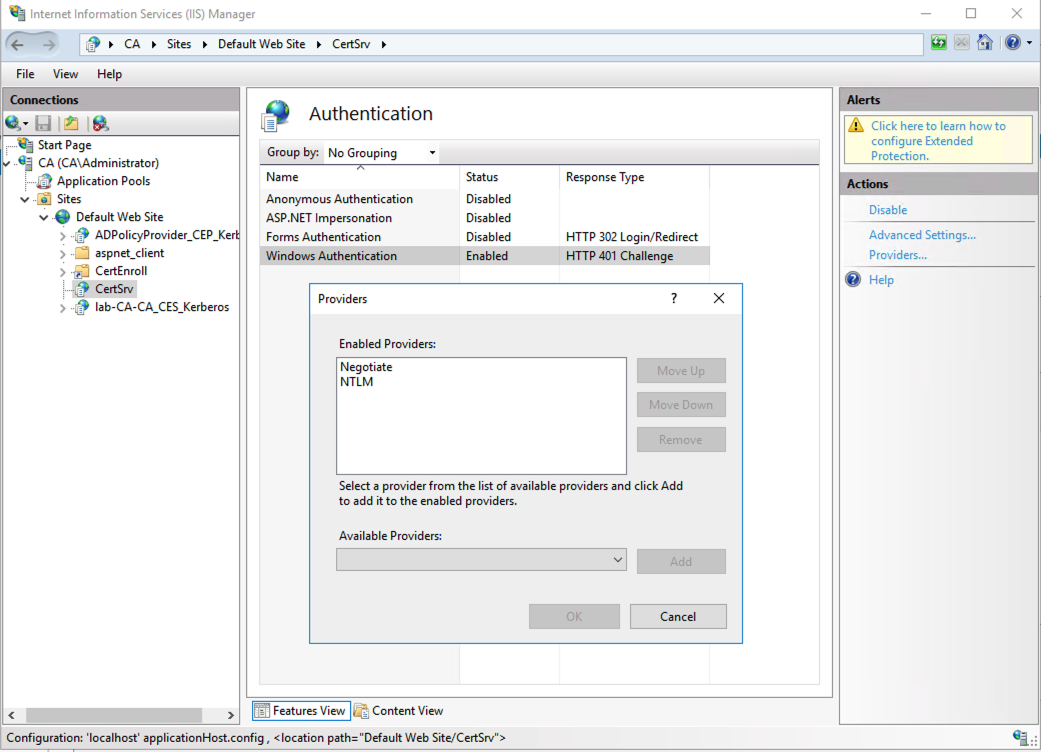 Internet Information Services (IIS) Manager
CA Sites Default Web Site CertSrv
File View Help
Connections
Start Page
CA (CA\Administrator)
Application Pools
Sites
Default Web Site
ADPolicyProvider_CEP_Kerb
aspnet_client
CertEnroll
CertSrv
lab-CA-CA_CES_Kerberos
Authentication
Group by: No Grouping
Name Status Response Type
Anonymous Authentication Disabled
ASP.NET Impersonation Disabled
Forms Authentication Disabled HTTP 302 Login/Redirect
Windows Authentication Enabled HTTP 401 Challenge
Providers ?
Enabled Providers:
Negotiate
NTLM
Move Up
Move Down
Remove
Select a provider from the list of available providers and click Add
to add it to the enabled providers.
Available Providers:
Add
OK Cancel
Features View Content View
Alerts
Click here to learn how to
configure Extended
Protection.
Actions
Disable
Advanced Settings...
Providers...
Help
Configuration: 'localhost' applicationHost.config , <location path="Default Web Site/CertSrv">